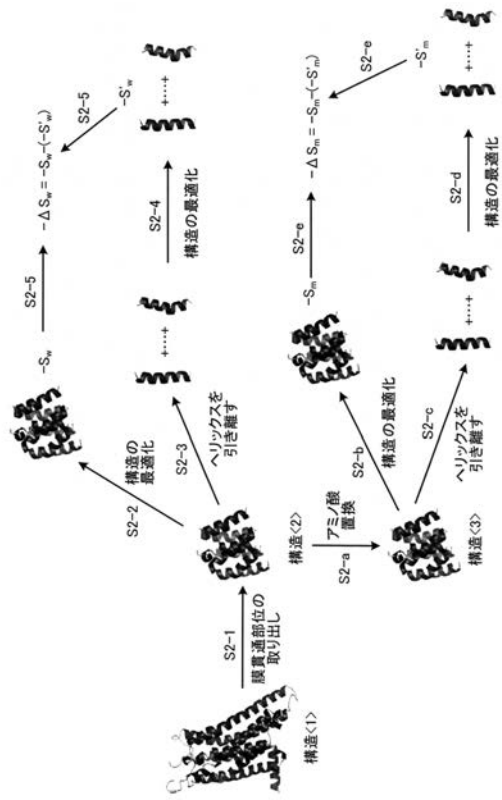 構造<1>
S2-1
膜貫通部位の
取り出し
構造<2>
S2-2
構造の
最適化
-S_w
S2-5
-ΔS_w = -S_w-(-S'_w)
S2-3
ヘリックスを
引き離す
+……+
S2-4
構造の最適化
+……+
-S'_w
S2-5
S2-a
アミノ酸
置換
構造<3>
S2-b
構造の最適化
-S_m
S2-e
-ΔS_m = -S_m-(-S'_m)
S2-c
ヘリックスを
引き離す
+……+
S2-d
構造の最適化
+……+
-S'_m
S2-e